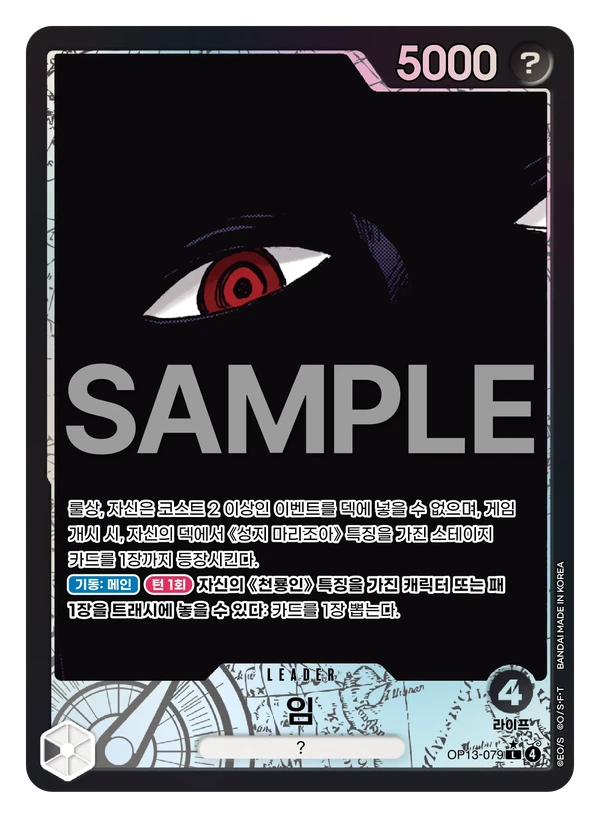 5000 ?
SAMPLE
룰상, 자신은 코스트 2 이상인 이벤트를 덱에 넣을 수 없으며, 게임
개시 시, 자신의 덱에서 《성지 마리조아》 특징을 가진 스테이지
카드를 1장까지 등장시킨다.
기동: 메인 턴 1회 자신의 《천룡인》 특징을 가진 캐릭터 또는 패
1장을 트래시에 놓을 수 있다: 카드를 1장 뽑는다.
LEADER
임
4
라이프
?
OP13-079 L 4
©E.O/S ©O/S·F·T BANDAI MADE IN KOREA